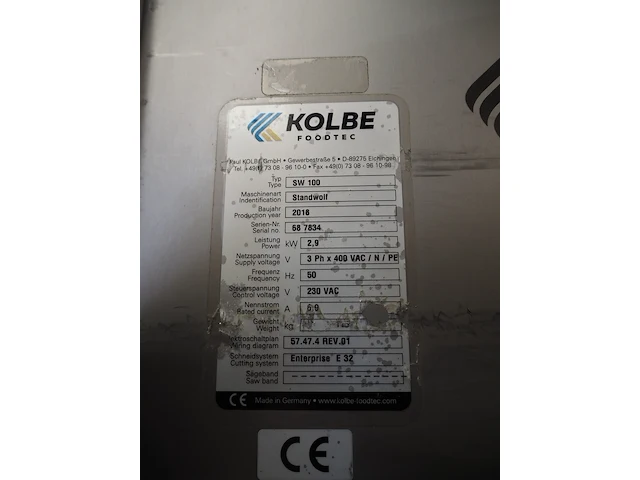 KOLBE
FOODTEC
Paul KOLBE GmbH • Gewerbestraße 5 • D-89275 Elchingen
Tel. +49(0) 73 08 - 96 10-0 • Fax +49(0) 73 08 - 96 10-98
Typ
Type SW 100
Maschinenart
Indentification Standwolf
Baujahr
Production year 2018
Serien-Nr.
Serial no. 68 7834
Leistung
Power kW 2,9
Netzspannung
Supply voltage V 3 Ph x 400 VAC / N / PE
Frequenz
Frequency Hz 50
Steuerspannung
Control voltage V 230 VAC
Nennstrom
Rated current A
Gewicht
Weight kg
Elektroschaltplan
Wiring diagram 57.47.4 REV.01
Schneidsystem
Cutting system Enterprise E 32
Sägeband
Saw band
CE Made in Germany • www.kolbe-foodtec.com
CE